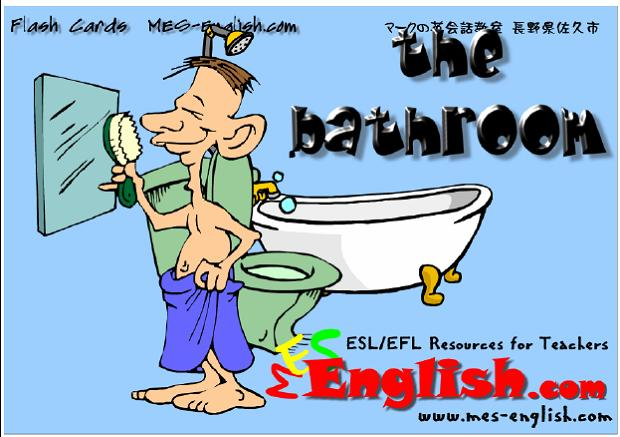 Flash Cards MES-English.com
マークの英会話教室 長野県佐久市
the
bathroom
ESL/EFL Resources for Teachers
MES
English.com
www.mes-english.com